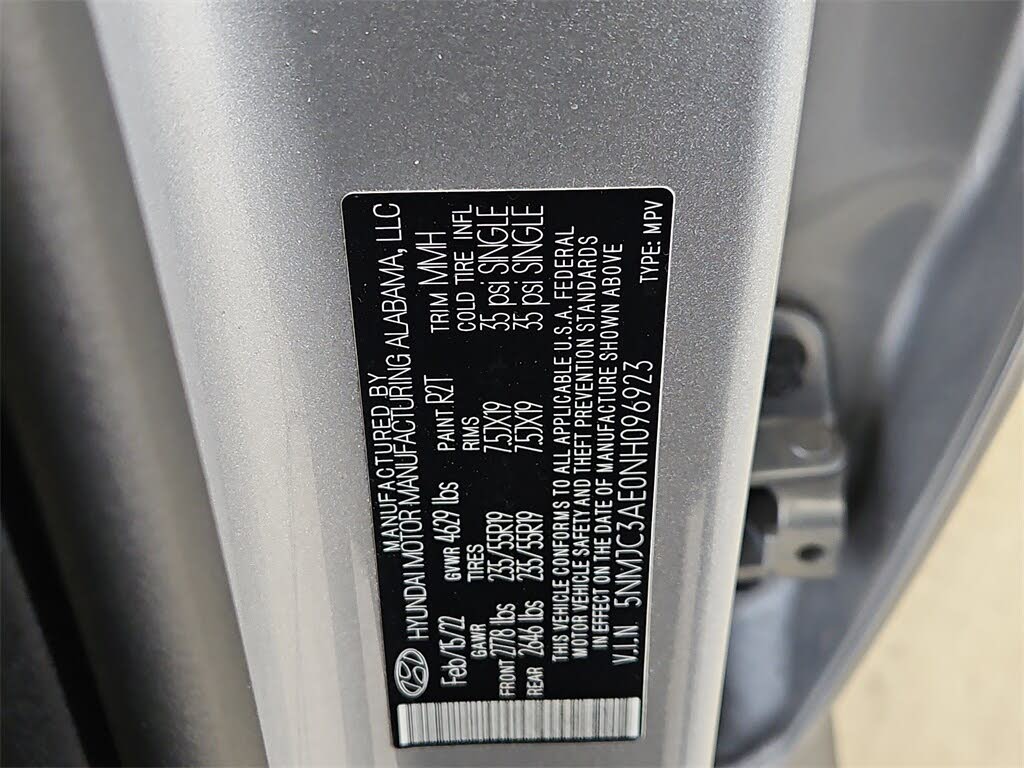 MANUFACTURED BY
HYUNDAI MOTOR MANUFACTURING ALABAMA, LLC
Feb/15/22 GVWR 4629 lbs PAINT R2T TRIM MMH
GAWR TIRES RIMS COLD TIRE INFL
FRONT 2778 lbs 235/55R19 7.5JX19 35 psi SINGLE
REAR 2646 lbs 235/55R19 7.5JX19 35 psi SINGLE
THIS VEHICLE CONFORMS TO ALL APPLICABLE U.S.A. FEDERAL
MOTOR VEHICLE SAFETY AND THEFT PREVENTION STANDARDS
IN EFFECT ON THE DATE OF MANUFACTURE SHOWN ABOVE
V.I.N. 5NMJC3AE0NH096923 TYPE: MPV